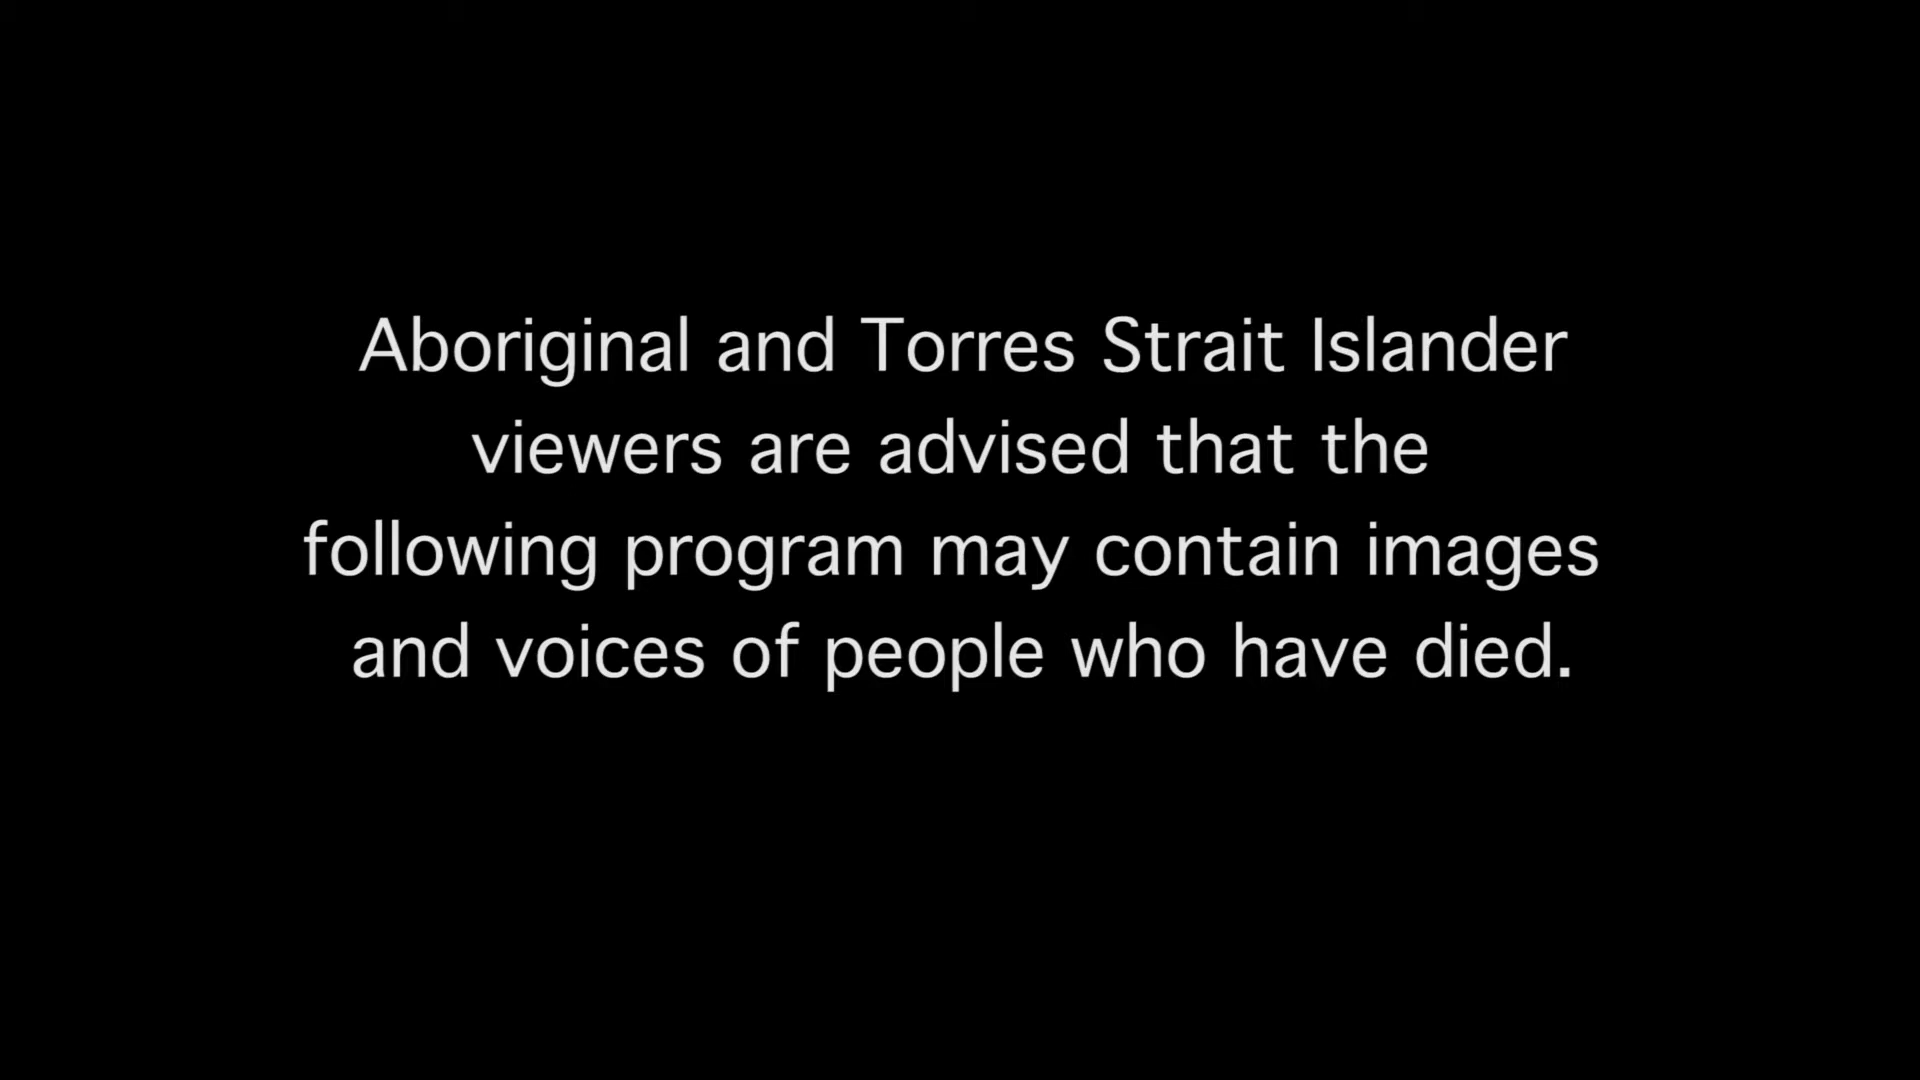 Aboriginal and Torres Strait Islander
viewers are advised that the
following program may contain images
and voices of people who have died.